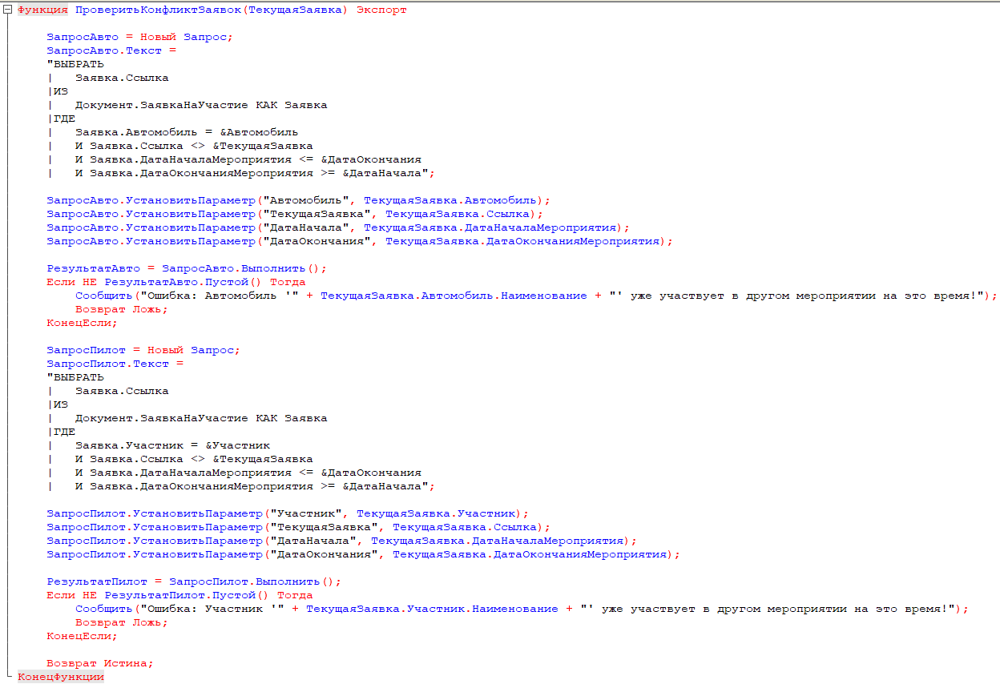 Функция ПроверитьКонфликтЗаявок(ТекущаяЗаявка) Экспорт
ЗапросАвто = Новый Запрос;
ЗапросАвто.Текст =
"ВЫБРАТЬ
|	Заявка.Ссылка
|ИЗ
|	Документ.ЗаявкаНаУчастие КАК Заявка
|ГДЕ
|	Заявка.Автомобиль = &Автомобиль
|	И Заявка.Ссылка <> &ТекущаяЗаявка
|	И Заявка.ДатаНачалаМероприятия <= &ДатаОкончания
|	И Заявка.ДатаОкончанияМероприятия >= &ДатаНачала";
ЗапросАвто.УстановитьПараметр("Автомобиль", ТекущаяЗаявка.Автомобиль);
ЗапросАвто.УстановитьПараметр("ТекущаяЗаявка", ТекущаяЗаявка.Ссылка);
ЗапросАвто.УстановитьПараметр("ДатаНачала", ТекущаяЗаявка.ДатаНачалаМероприятия);
ЗапросАвто.УстановитьПараметр("ДатаОкончания", ТекущаяЗаявка.ДатаОкончанияМероприятия);
РезультатАвто = ЗапросАвто.Выполнить();
Если НЕ РезультатАвто.Пустой() Тогда
Сообщить("Ошибка: Автомобиль '" + ТекущаяЗаявка.Автомобиль.Наименование + "' уже участвует в другом мероприятии на это время!");
Возврат Ложь;
КонецЕсли;
ЗапросПилот = Новый Запрос;
ЗапросПилот.Текст =
"ВЫБРАТЬ
|	Заявка.Ссылка
|ИЗ
|	Документ.ЗаявкаНаУчастие КАК Заявка
|ГДЕ
|	Заявка.Участник = &Участник
|	И Заявка.Ссылка <> &ТекущаяЗаявка
|	И Заявка.ДатаНачалаМероприятия <= &ДатаОкончания
|	И Заявка.ДатаОкончанияМероприятия >= &ДатаНачала";
ЗапросПилот.УстановитьПараметр("Участник", ТекущаяЗаявка.Участник);
ЗапросПилот.УстановитьПараметр("ТекущаяЗаявка", ТекущаяЗаявка.Ссылка);
ЗапросПилот.УстановитьПараметр("ДатаНачала", ТекущаяЗаявка.ДатаНачалаМероприятия);
ЗапросПилот.УстановитьПараметр("ДатаОкончания", ТекущаяЗаявка.ДатаОкончанияМероприятия);
РезультатПилот = ЗапросПилот.Выполнить();
Если НЕ РезультатПилот.Пустой() Тогда
Сообщить("Ошибка: Участник '" + ТекущаяЗаявка.Участник.Наименование + "' уже участвует в другом мероприятии на это время!");
Возврат Ложь;
КонецЕсли;
Возврат Истина;
КонецФункции